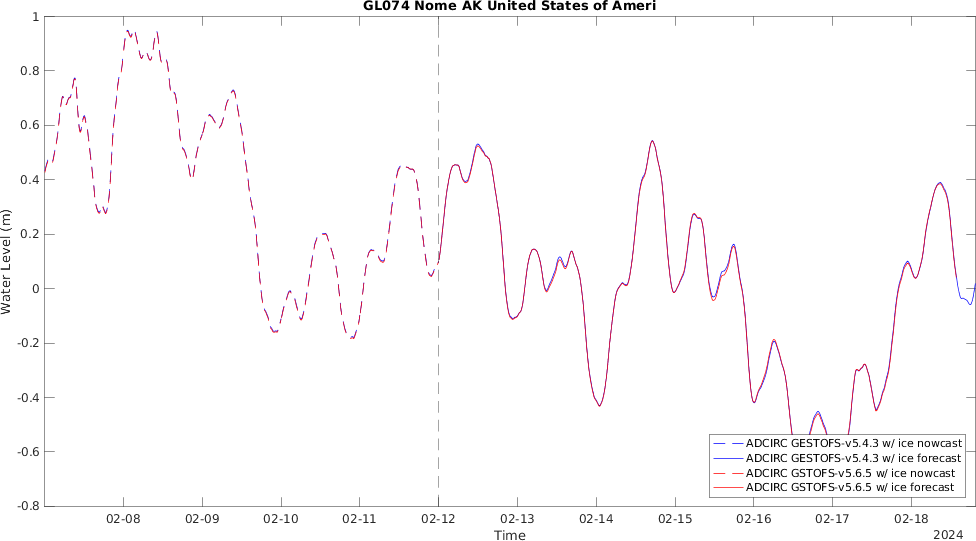 GL074 Nome AK United States of Ameri
1
0.8
0.6
0.4
0.2
0
-0.2
-0.4
-0.6
-0.8
Water Level (m)
ADCIRC GESTOFS-v5.4.3 w/ ice nowcast
ADCIRC GESTOFS-v5.4.3 w/ ice forecast
ADCIRC GSTOFS-v5.6.5 w/ ice nowcast
ADCIRC GSTOFS-v5.6.5 w/ ice forecast
02-08 02-09 02-10 02-11 02-12 02-13 02-14 02-15 02-16 02-17 02-18
Time
2024